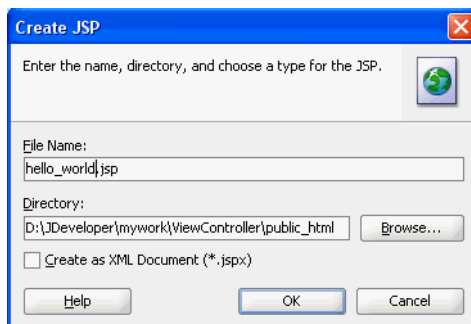 Create JSP
Enter the name, directory, and choose a type for the JSP.
File Name:
hello_world.jsp
Directory:
D:\JDeveloper\mywork\ViewController\public_html
Browse...
Create as XML Document (*.jspx)
Help
OK
Cancel